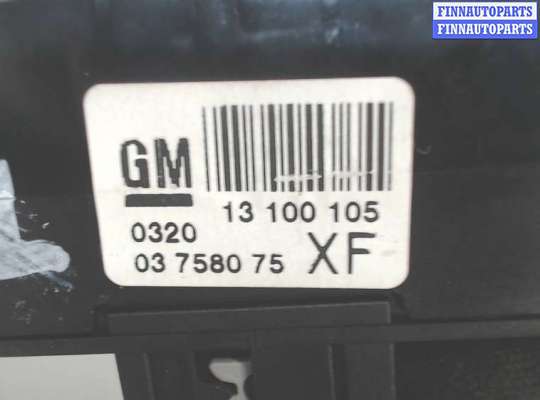 FINNAUTOPARTS
FINNAUTOPARTS
GM
13 100 105
0320
03 7580 75 XF